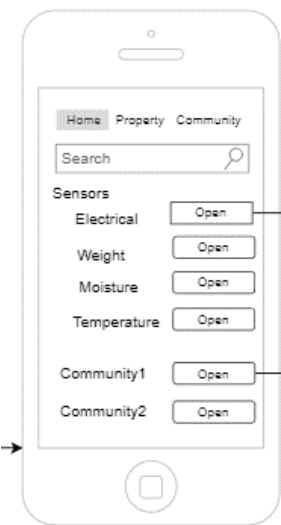 Home Property Community
Search
Sensors
Electrical Open
Weight Open
Moisture Open
Temperature Open
Community1 Open
Community2 Open